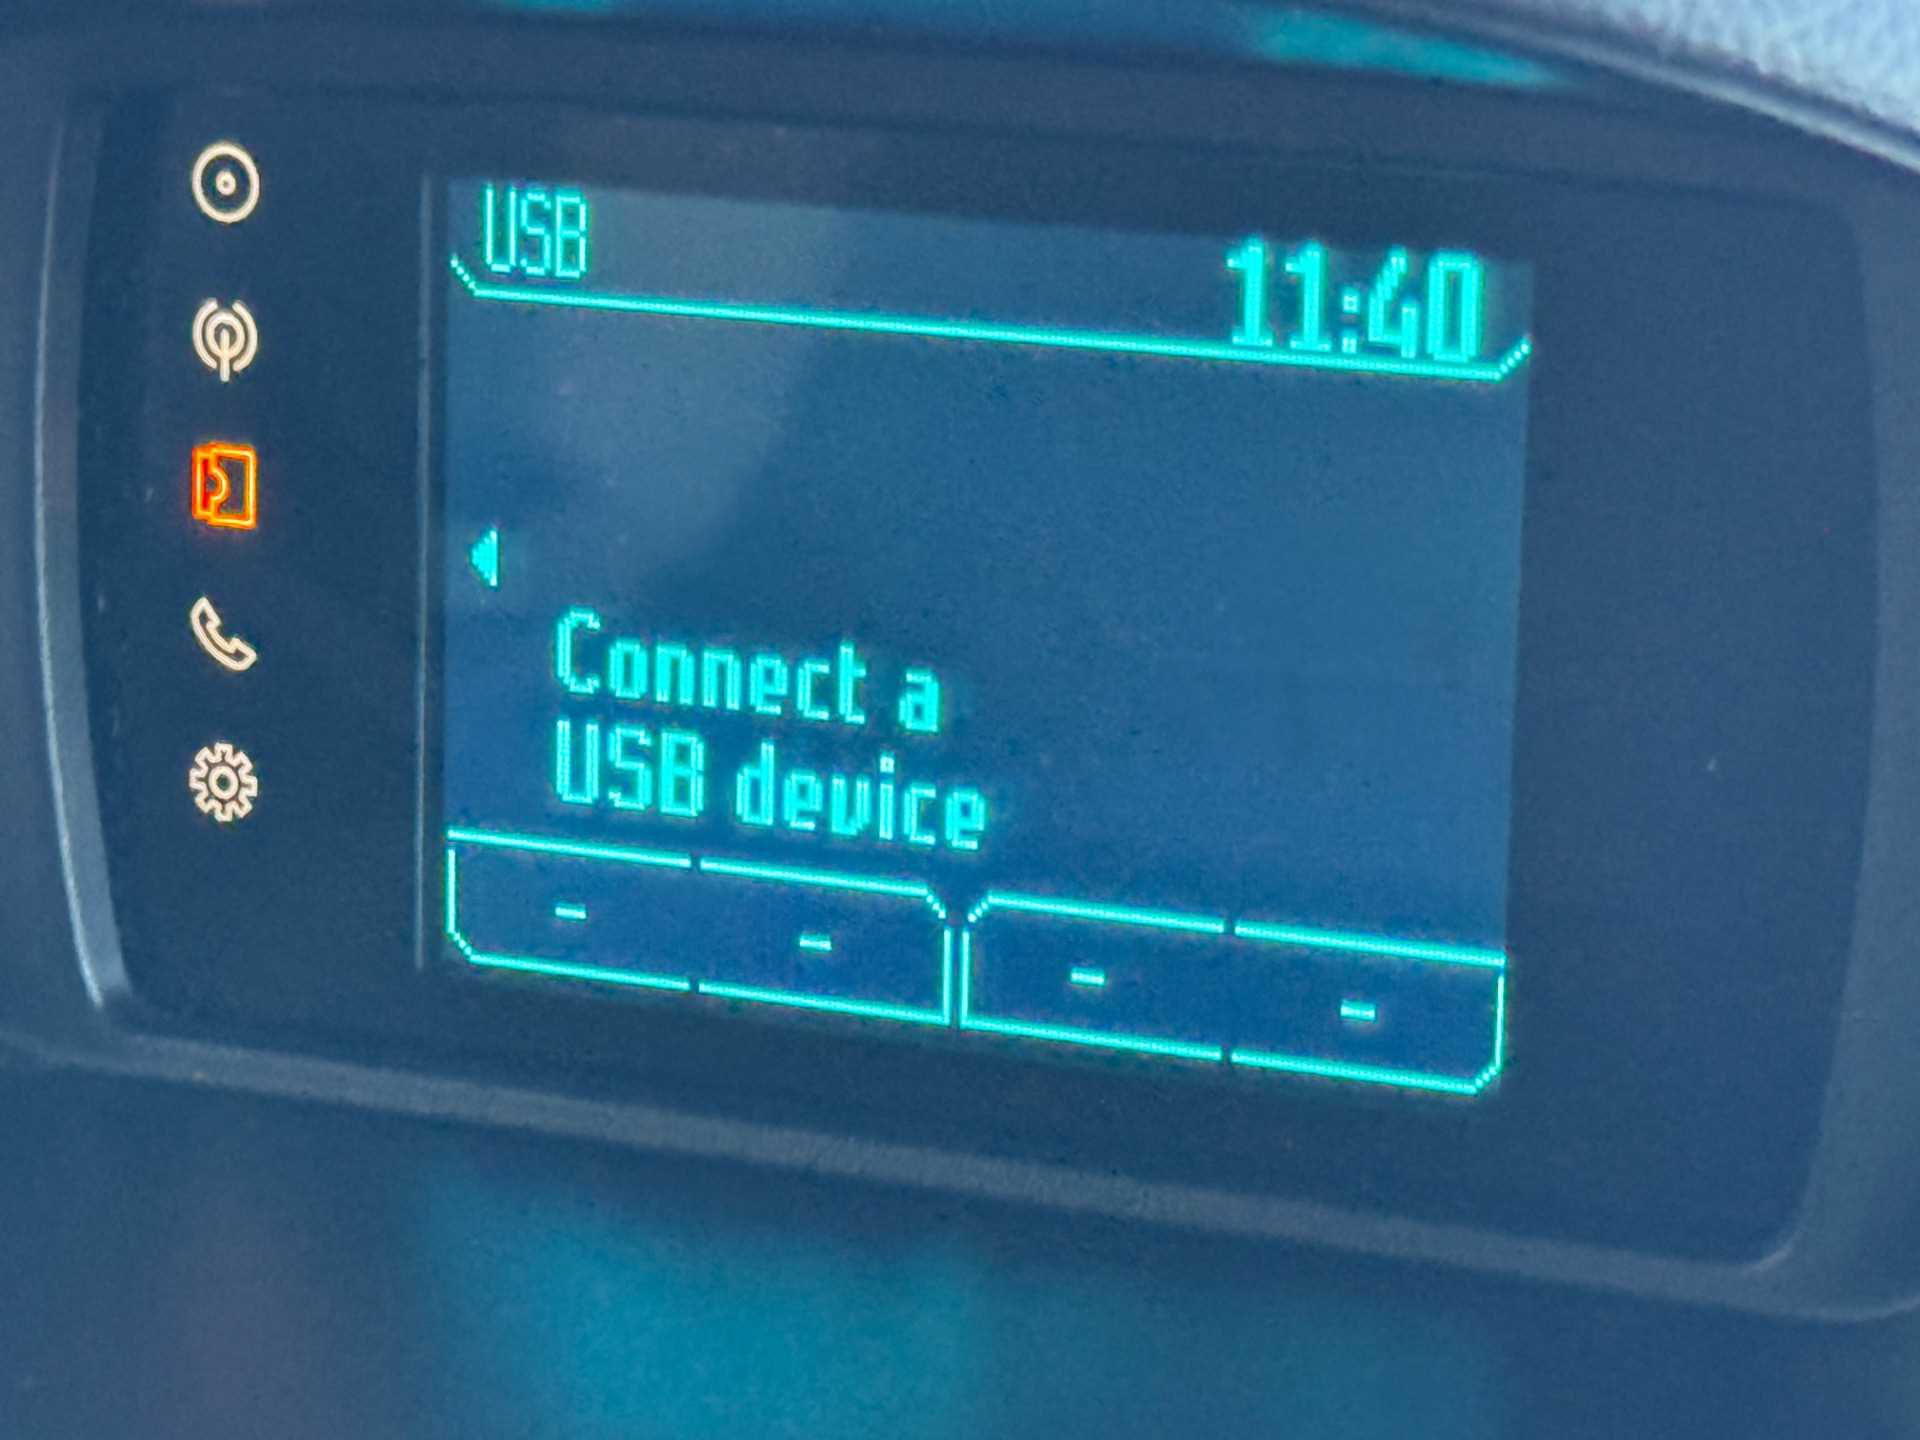 USB
11:40
Connect a
USB device
- - - -